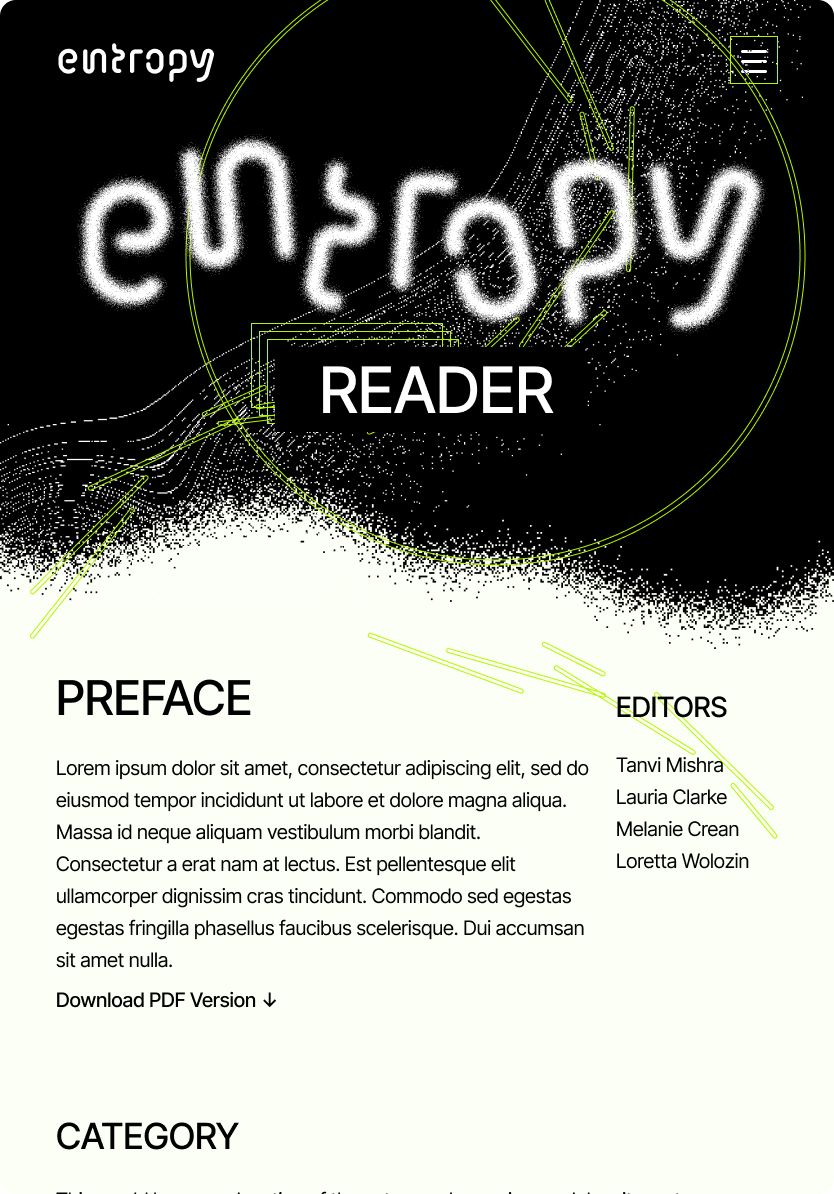 entropy
entropy
READER
PREFACE
Lorem ipsum dolor sit amet, consectetur adipiscing elit, sed do
eiusmod tempor incididunt ut labore et dolore magna aliqua.
Massa id neque aliquam vestibulum morbi blandit.
Consectetur a erat nam at lectus. Est pellentesque elit
ullamcorper dignissim cras tincidunt. Commodo sed egestas
egestas fringilla phasellus faucibus scelerisque. Dui accumsan
sit amet nulla.
Download PDF Version ↓
EDITORS
Tanvi Mishra
Lauria Clarke
Melanie Crean
Loretta Wolozin
CATEGORY